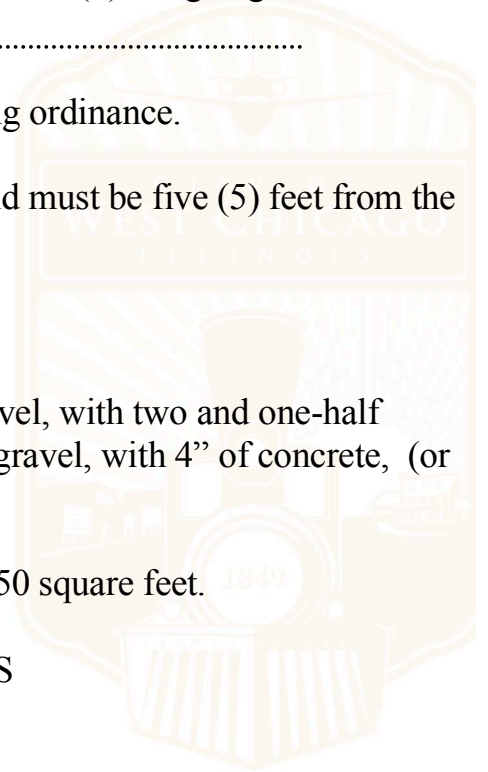 .............................................................
g ordinance.
d must be five (5) feet from the
WEST CHICAGO
ILLINOIS
vel, with two and one-half
gravel, with 4” of concrete, (or
50 square feet.
1849
S